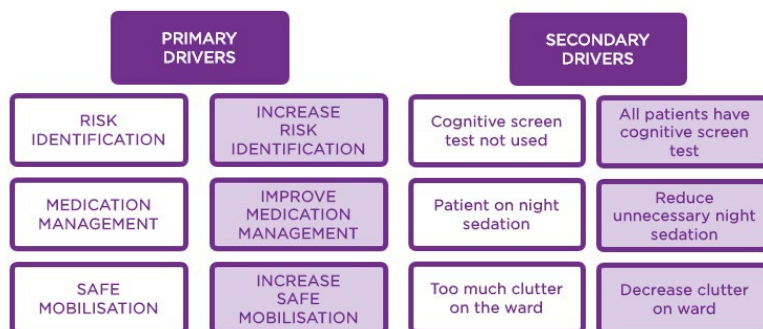 PRIMARY
DRIVERS
SECONDARY
DRIVERS
RISK
IDENTIFICATION
INCREASE
RISK
IDENTIFICATION
Cognitive screen
test not used
All patients have
cognitive screen
test
MEDICATION
MANAGEMENT
IMPROVE
MEDICATION
MANAGEMENT
Patient on night
sedation
Reduce
unnecessary night
sedation
SAFE
MOBILISATION
INCREASE
SAFE
MOBILISATION
Too much clutter
on the ward
Decrease clutter
on ward